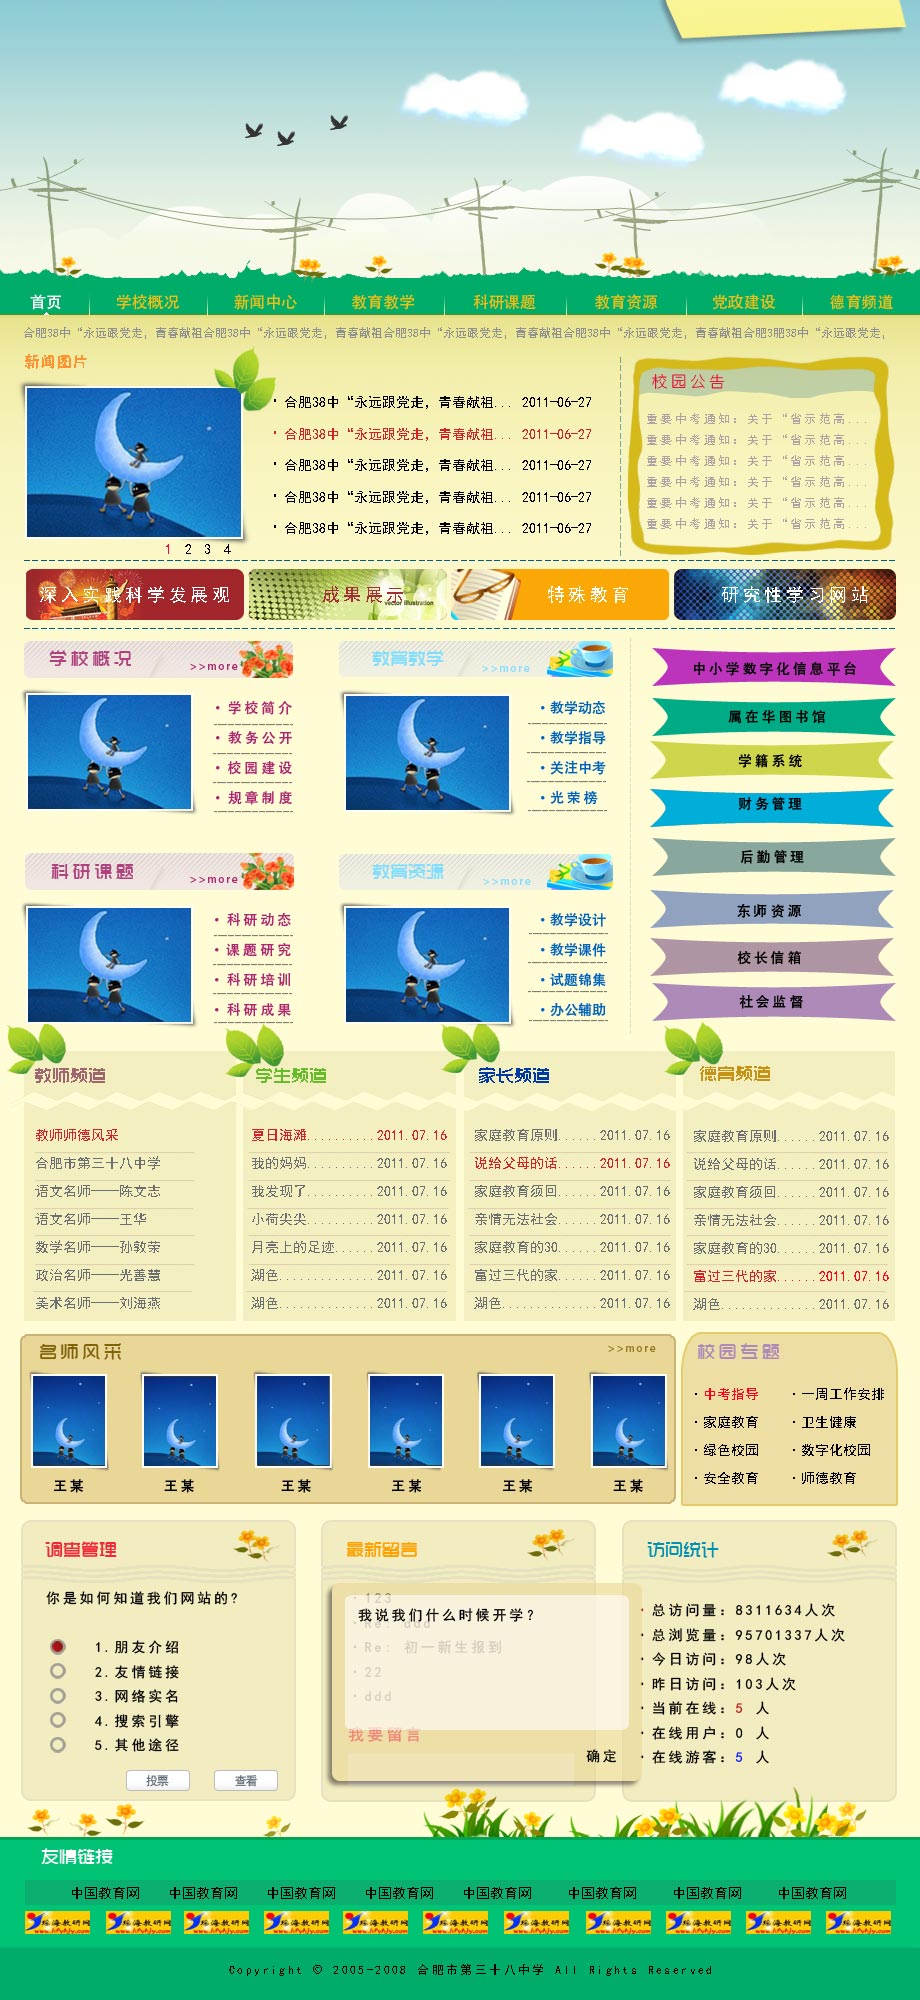 首页 学校概况 新闻中心 教育教学 科研课题 教育资源 党政建设 德育频道
合肥38中“永远跟党走，青春献祖合肥38中“永远跟党走，青春献祖合肥38中“永远跟党走，青春献祖合肥3肥38中“永远跟党走，
新闻图片
合肥38中“永远跟党走，青春献祖... 2011-06-27
合肥38中“永远跟党走，青春献祖... 2011-06-27
合肥38中“永远跟党走，青春献祖... 2011-06-27
合肥38中“永远跟党走，青春献祖... 2011-06-27
合肥38中“永远跟党走，青春献祖... 2011-06-27
1 2 3 4
校园公告
重要中考通知：关于“省示范高...
重要中考通知：关于“省示范高...
重要中考通知：关于“省示范高...
重要中考通知：关于“省示范高...
重要中考通知：关于“省示范高...
重要中考通知：关于“省示范高...
深入实践科学发展观
成果展示
vector illustration
特殊教育
研究性学习网站
学校概况 >>more
·学校简介
·教务公开
·校园建设
·规章制度
教育教学 >>more
·教学动态
·教学指导
·关注中考
·光荣榜
中小学数字化信息平台
属在华图书馆
学籍系统
财务管理
后勤管理
东师资源
校长信箱
社会监督
科研课题 >>more
·科研动态
·课题研究
·科研培训
·科研成果
教育资源 >>more
·教学设计
·教学课件
·试题锦集
·办公辅助
教师频道
教师师德风采
合肥市第三十八中学
语文名师——陈文志
语文名师——王华
数学名师——孙敦荣
政治名师——光善慧
美术名师——刘海燕
学生频道
夏日海滩..........2011.07.16
我的妈妈..........2011.07.16
我发现了..........2011.07.16
小荷尖尖..........2011.07.16
月亮上的足迹......2011.07.16
湖色..............2011.07.16
湖色..............2011.07.16
家长频道
家庭教育原则......2011.07.16
说给父母的话......2011.07.16
家庭教育须回......2011.07.16
亲情无法社会......2011.07.16
家庭教育的30......2011.07.16
富过三代的家......2011.07.16
湖色..............2011.07.16
德育频道
家庭教育原则......2011.07.16
说给父母的话......2011.07.16
家庭教育须回......2011.07.16
亲情无法社会......2011.07.16
家庭教育的30......2011.07.16
富过三代的家......2011.07.16
湖色..............2011.07.16
名师风采 >>more
王某 王某 王某 王某 王某 王某
校园专题
·中考指导 ·一周工作安排
·家庭教育 ·卫生健康
·绿色校园 ·数字化校园
·安全教育 ·师德教育
调查管理
你是如何知道我们网站的?
1.朋友介绍
2.友情链接
3.网络实名
4.搜索引擎
5.其他途径
投票 查看
最新留言
·123
我说我们什么时候开学?
·Re: ddd
·Re: 初一新生报到
·22
·ddd
我要留言
确定
访问统计
·总访问量：8311634人次
·总浏览量：95701337人次
·今日访问：98人次
·昨日访问：103人次
·当前在线：5 人
·在线用户：0 人
·在线游客：5 人
友情链接
中国教育网 中国教育网 中国教育网 中国教育网 中国教育网 中国教育网 中国教育网 中国教育网
Copyright © 2005-2008 合肥市第三十八中学 All Rights Reserved